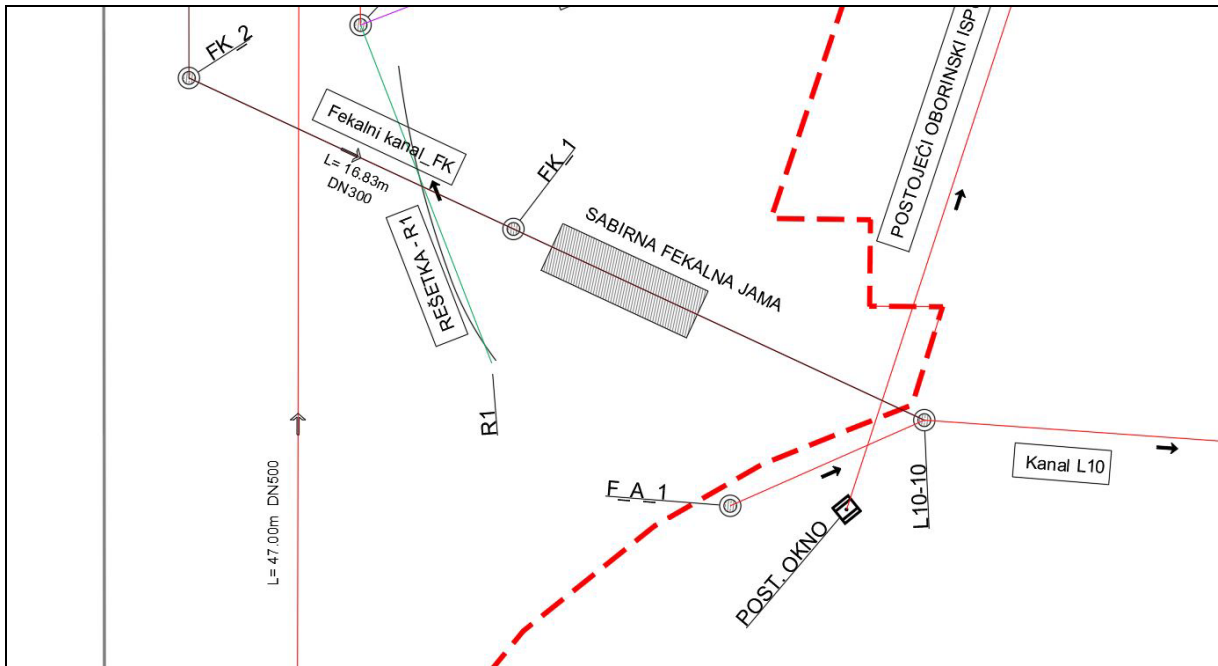 FK_2
Fekalni kanal_FK
L= 16.83m
DN300
FK_1
REŠETKA - R1
R1
SABIRNA FEKALNA JAMA
POSTOJEĆI OBORINSKI
L= 47.00m DN500
F_A_1
POST. OKNO
L10-10
Kanal L10